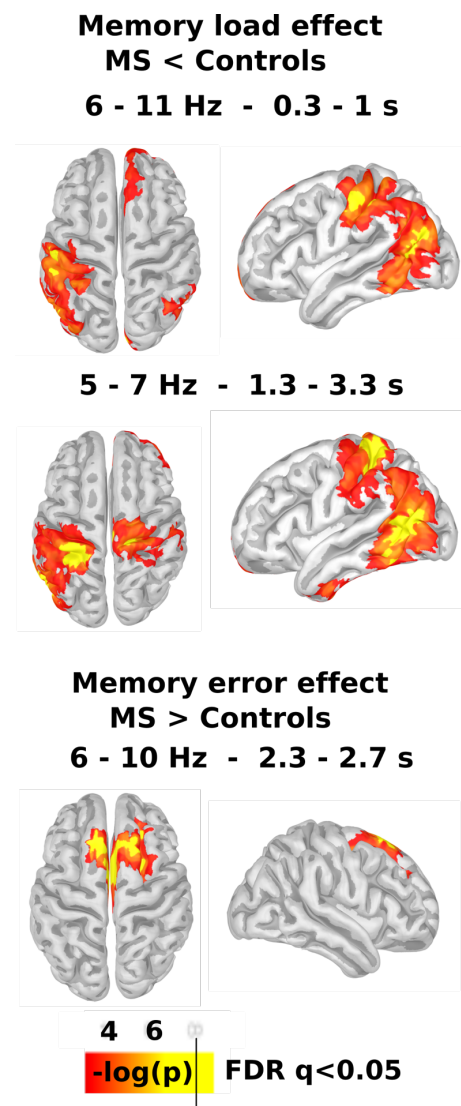 Memory load effect
MS < Controls
6 - 11 Hz - 0.3 - 1 s
5 - 7 Hz - 1.3 - 3.3 s
Memory error effect
MS > Controls
6 - 10 Hz - 2.3 - 2.7 s
4 6 ∞
-log(p) FDR q<0.05